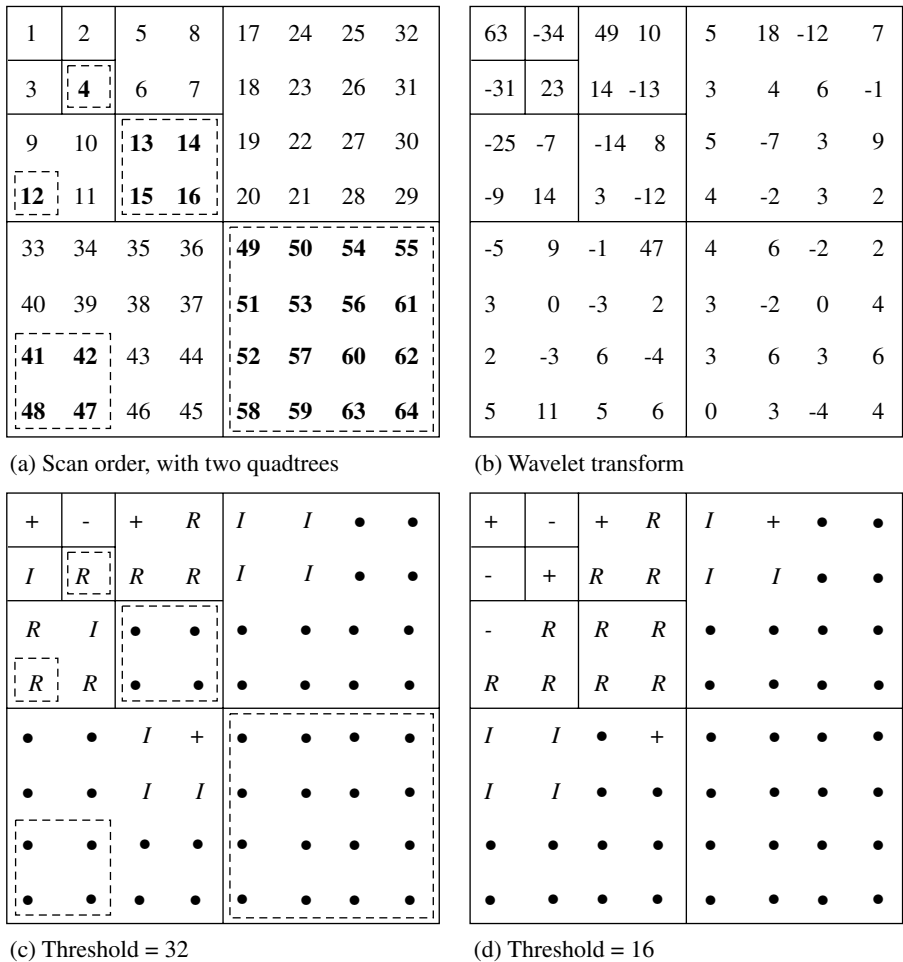 1 2 5 8 17 24 25 32
3 4 6 7 18 23 26 31
9 10 13 14 19 22 27 30
12 11 15 16 20 21 28 29
33 34 35 36 49 50 54 55
40 39 38 37 51 53 56 61
41 42 43 44 52 57 60 62
48 47 46 45 58 59 63 64
(a) Scan order, with two quadtrees
63 -34 49 10 5 18 -12 7
-31 23 14 -13 3 4 6 -1
-25 -7 -14 8 5 -7 3 9
-9 14 3 -12 4 -2 3 2
-5 9 -1 47 4 6 -2 2
3 0 -3 2 3 -2 0 4
2 -3 6 -4 3 6 3 6
5 11 5 6 0 3 -4 4
(b) Wavelet transform
+ - + R I I • •
I R R R I I • •
R I • • • • • •
R R • • • • • •
• • I + • • • •
• • I I • • • •
• • • • • • • •
• • • • • • • •
(c) Threshold = 32
+ - + R I + • •
- + R R I I • •
- R R R • • • •
R R R R • • • •
I I • + • • • •
I I • • • • • •
• • • • • • • •
• • • • • • • •
(d) Threshold = 16